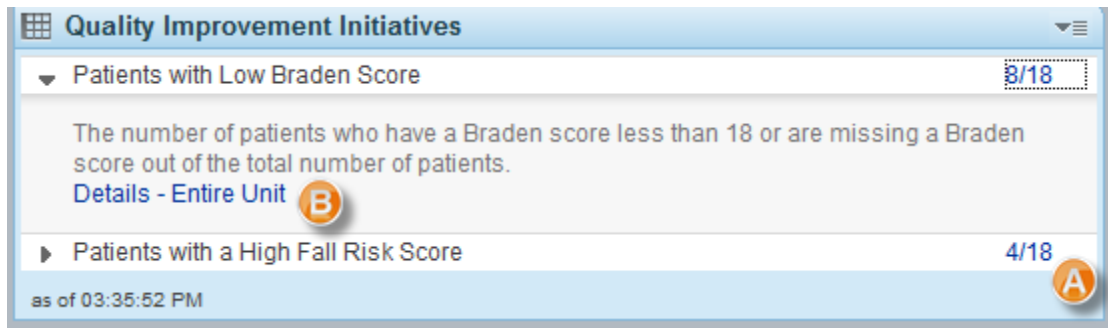 Quality Improvement Initiatives
Patients with Low Braden Score 8/18
The number of patients who have a Braden score less than 18 or are missing a Braden
score out of the total number of patients.
Details - Entire Unit B
Patients with a High Fall Risk Score 4/18
A
as of 03:35:52 PM